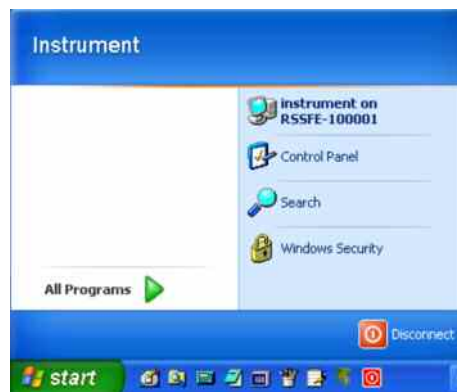 Instrument
instrument on
RSSFE-100001
Control Panel
Search
Windows Security
All Programs
Disconnect
start